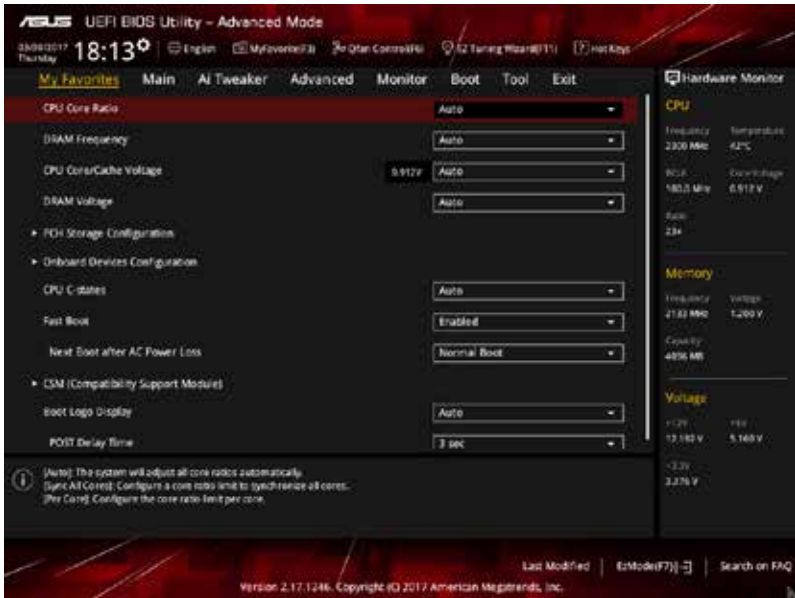 ASUS UEFI BIOS Utility – Advanced Mode
Thursday 18:13 English MyFavorite(F3) Qfan Control(F6) EZ Tuning Wizard(F11) Hot Keys
My Favorites Main Ai Tweaker Advanced Monitor Boot Tool Exit
Hardware Monitor
CPU Core Ratio Auto
DRAM Frequency Auto
CPU Core/Cache Voltage 0.912V Auto
DRAM Voltage Auto
PCH Storage Configuration
Onboard Devices Configuration
CPU C-states Auto
Fast Boot Enabled
Next Boot after AC Power Loss Normal Boot
CSM (Compatibility Support Module)
Boot Logo Display Auto
POST Delay Time 3 sec
CPU
Frequency Temperature
2300 MHz 42°C
BCLK Core Voltage
100.0 MHz 0.912 V
Ratio
23x
Memory
Frequency Voltage
2133 MHz 1.200 V
Capacity
4096 MB
Voltage
+12V +5V
5.160 V
+3.3V
[Auto]: The system will adjust all core ratios automatically.
[Sync All Cores]: Configure a core ratio limit to synchronize all cores.
[Per Core]: Configure the core ratio limit per core.
Last Modified EzMode(F7) Search on FAQ
Version 2.17.1246. Copyright (C) 2017 American Megatrends, Inc.